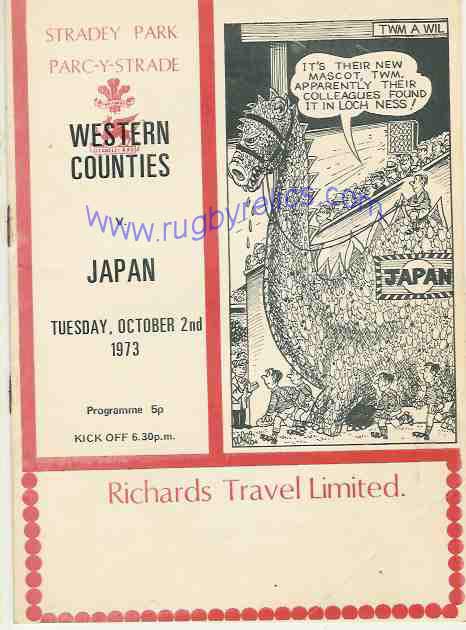 STRADEY PARK
PARC-Y-STRADE
WESTERN
COUNTIES
v.
JAPAN
TUESDAY, OCTOBER 2nd
1973
Programme 5p
KICK OFF 6.30p.m.
TWM A WIL
IT'S THEIR NEW
MASCOT, TWM.
APPARENTLY THEIR
COLLEAGUES FOUND
IT IN LOCH NESS!
JAPAN
www.rugbyrelics.com
Richards Travel Limited.